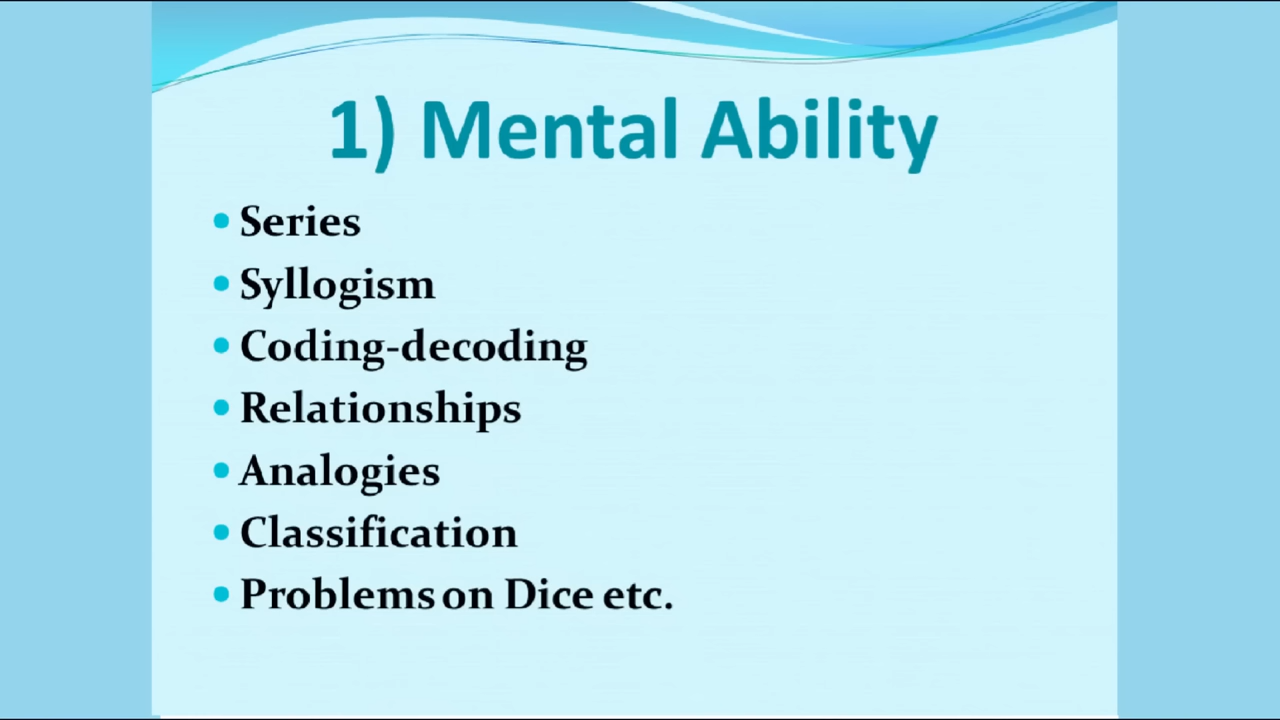 1) Mental Ability
• Series
• Syllogism
• Coding-decoding
• Relationships
• Analogies
• Classification
• Problems on Dice etc.